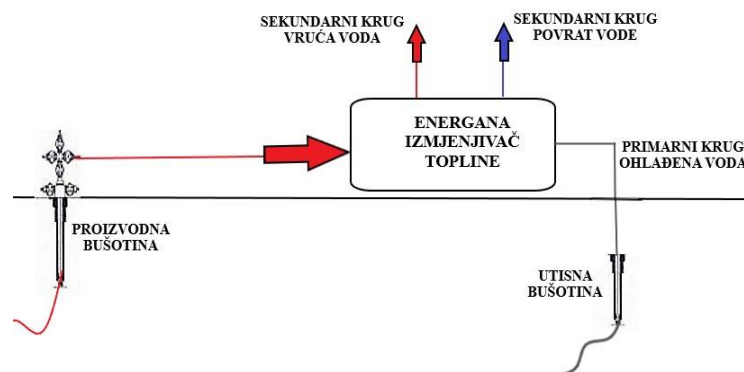 SEKUNDARNI KRUG
VRUĆA VODA
SEKUNDARNI KRUG
POVRAT VODE
ENERGANA
IZMJENJIVAČ
TOPLINE
PRIMARNI KRUG
OHLAĐENA VODA
PROIZVODNA
BUŠOTINA
UTISNA
BUŠOTINA